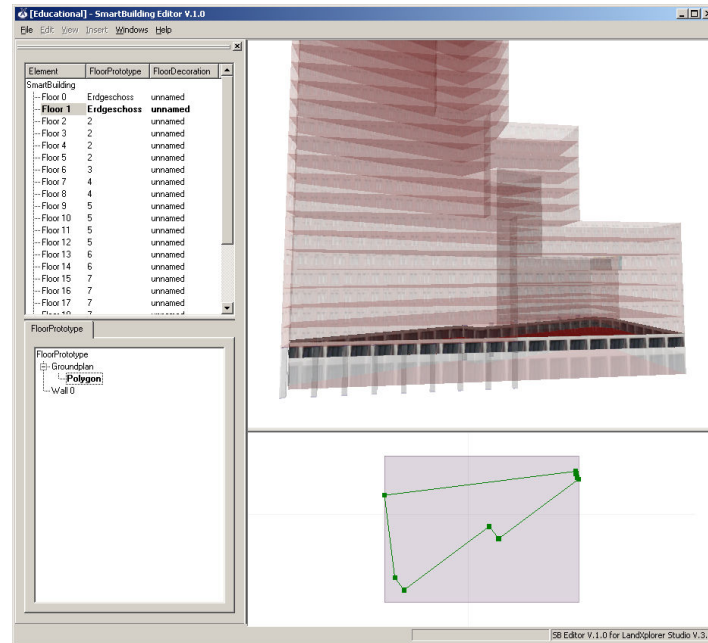 [Educational] - SmartBuilding Editor V.1.0
File Edit View Insert Windows Help
Element FloorPrototype FloorDecoration
SmartBuilding
Floor 0 Erdgeschoss unnamed
Floor 1 Erdgeschoss unnamed
Floor 2 2 unnamed
Floor 3 2 unnamed
Floor 4 2 unnamed
Floor 5 2 unnamed
Floor 6 3 unnamed
Floor 7 4 unnamed
Floor 8 4 unnamed
Floor 9 5 unnamed
Floor 10 5 unnamed
Floor 11 5 unnamed
Floor 12 5 unnamed
Floor 13 6 unnamed
Floor 14 6 unnamed
Floor 15 7 unnamed
Floor 16 7 unnamed
Floor 17 7 unnamed
Floor 18 7 unnamed
FloorPrototype
FloorPrototype
Groundplan
Polygon
Wall 0
SB Editor V.1.0 for LandXplorer Studio V.3.